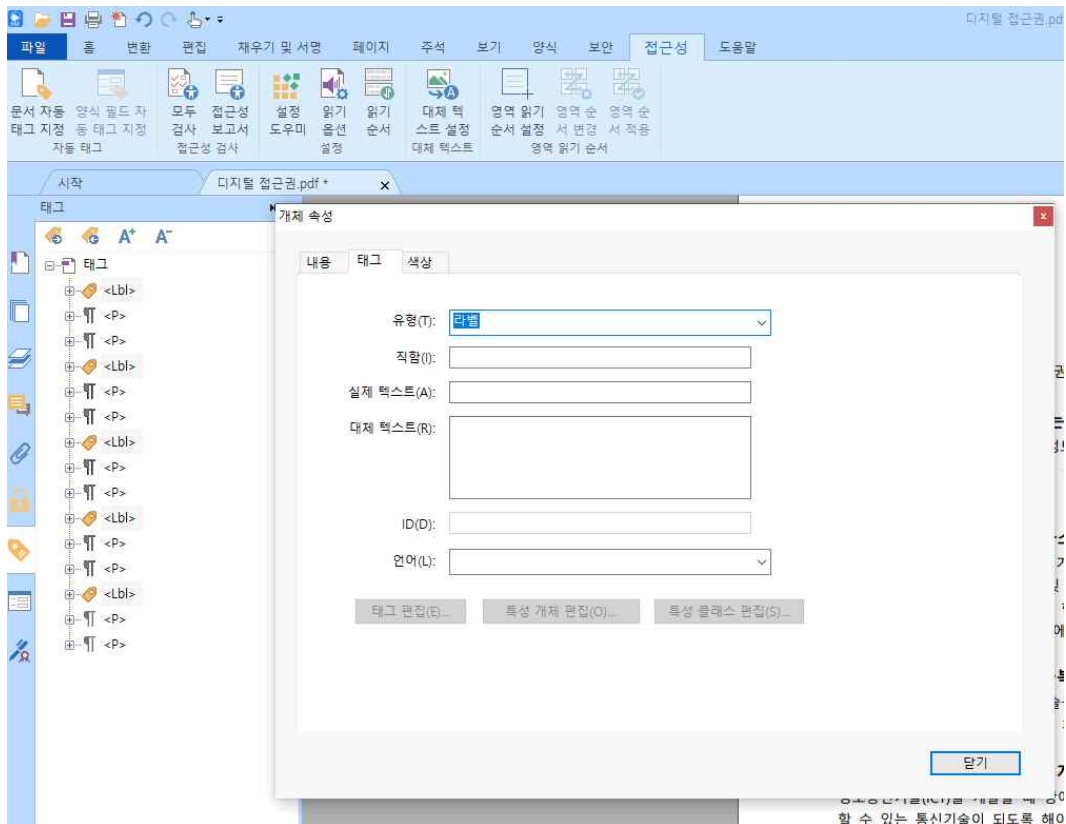 디지털 접근권.pd
파일 홈 변환 편집 채우기 및 서명 페이지 주석 보기 양식 보안 접근성 도움말
문서 자동 양식 필드 자 모두 접근성 설정 읽기 읽기 대체 텍 영역 읽기 영역 순 영역 순
태그 지정 동 태그 지정 검사 보고서 도우미 옵션 순서 스트 설정 순서 설정 서 변경 서 적용
자동 태그 접근성 검사 설정 대체 텍스트 영역 읽기 순서
시작 디지털 접근권.pdf * x
태그
A+ A-
태그
<Lbl>
<P>
<P>
<Lbl>
<P>
<P>
<Lbl>
<P>
<P>
<Lbl>
<P>
<P>
<Lbl>
<P>
<P>
개체 속성
내용 태그 색상
유형(T): 라벨
직함(I):
실제 텍스트(A):
대체 텍스트(R):
ID(D):
언어(L):
태그 편집(E)... 특성 개체 편집(O)... 특성 클래스 편집(S)...
닫기
할 수 있는 통신기술이 되도록 해야